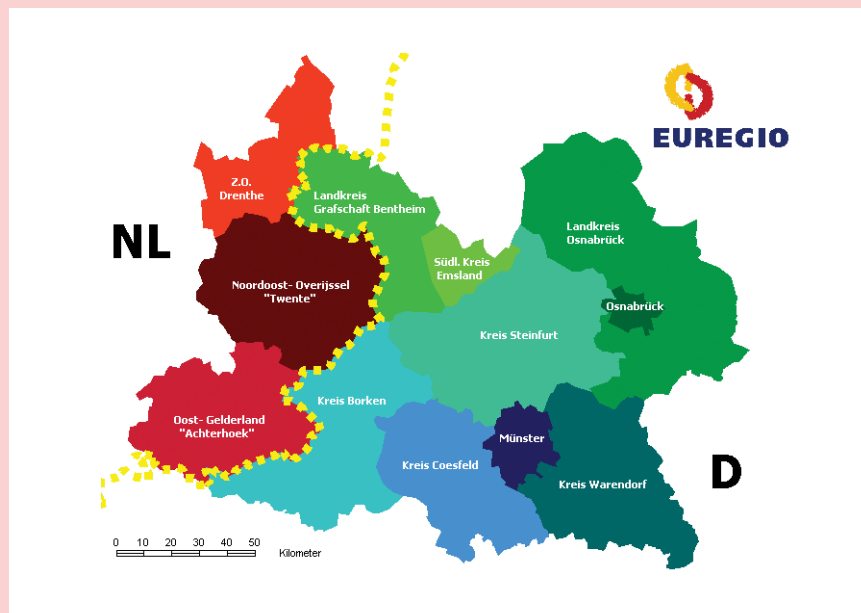 EUREGIO
Z.O.
Drenthe
Landkreis
Grafschaft Bentheim
Landkreis
Osnabrück
NL
Südl. Kreis
Emsland
Noordoost- Overijssel
"Twente"
Osnabrück
Kreis Steinfurt
Kreis Borken
Oost- Gelderland
"Achterhoek"
Münster
Kreis Coesfeld
Kreis Warendorf
D
0 10 20 30 40 50
Kilometer